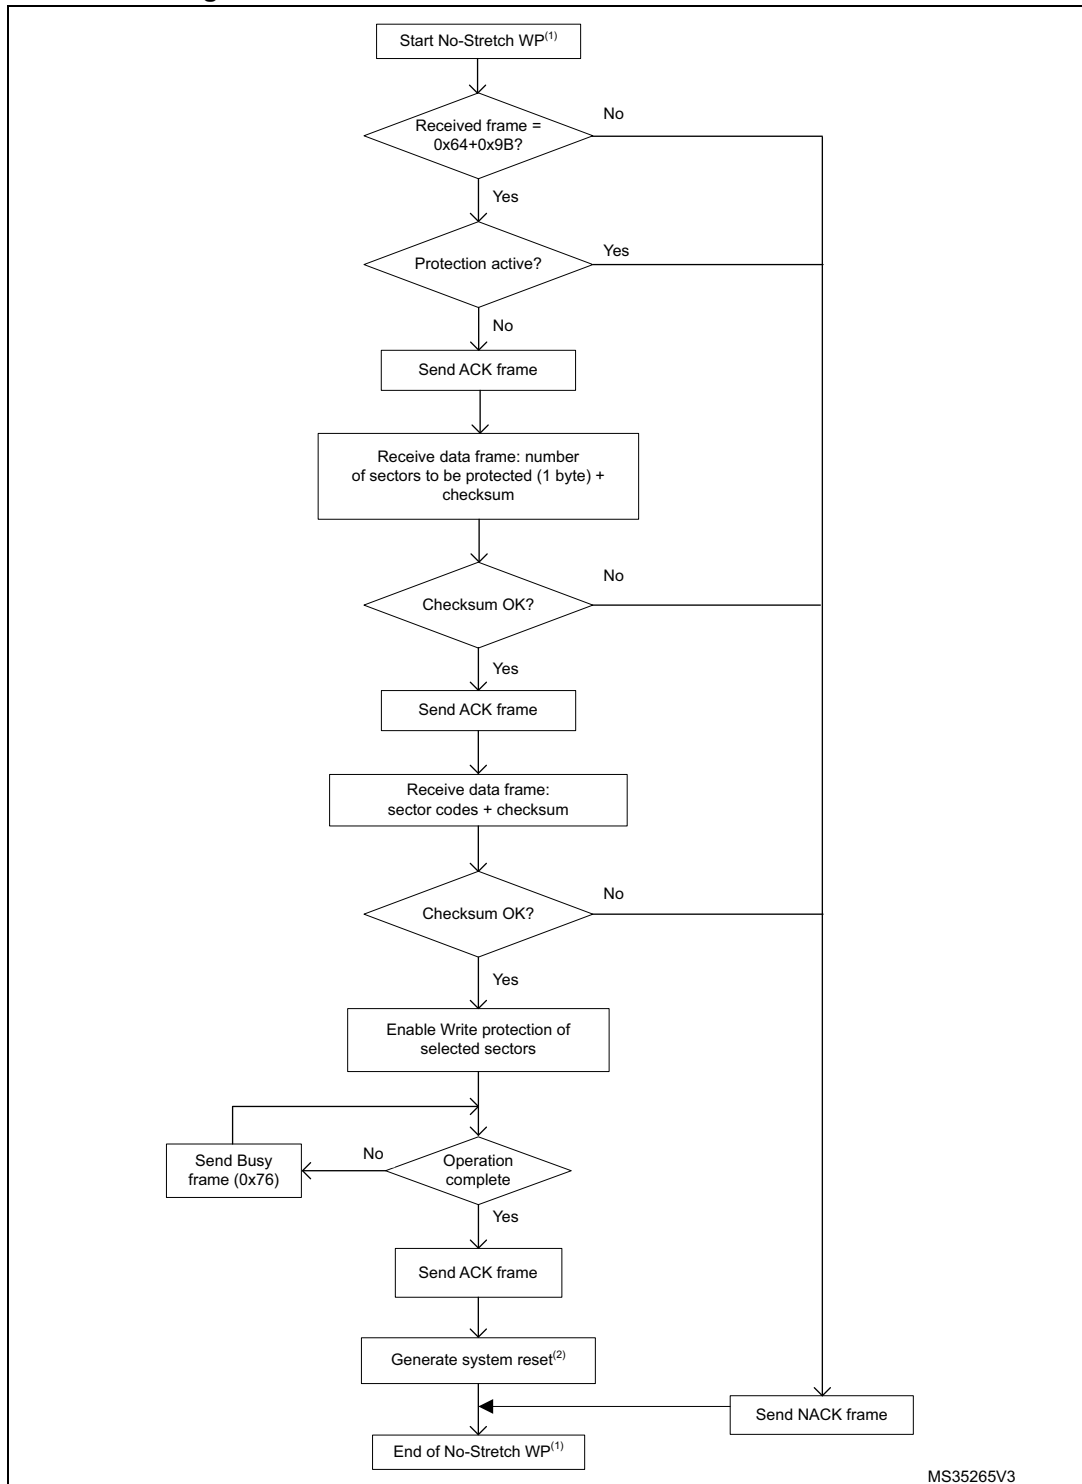 Start No-Stretch WP(1)
No
Received frame =
0x64+0x9B?
Yes
Yes
Protection active?
No
Send ACK frame
Receive data frame: number
of sectors to be protected (1 byte) +
checksum
No
Checksum OK?
Yes
Send ACK frame
Receive data frame:
sector codes + checksum
No
Checksum OK?
Yes
Enable Write protection of
selected sectors
Send Busy
frame (0x76)
No
Operation
complete
Yes
Send ACK frame
Generate system reset(2)
Send NACK frame
End of No-Stretch WP(1)
MS35265V3